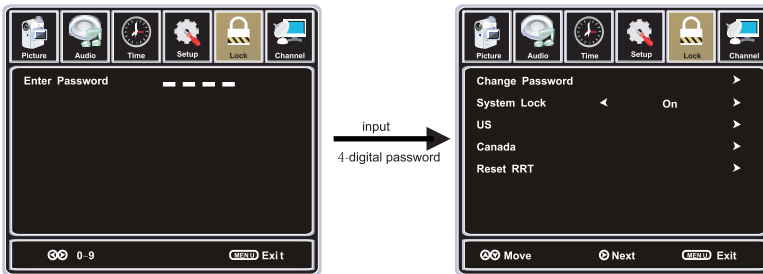 Picture Audio Time Setup Lock Channel
Enter Password _ _ _ _
0~9 MENU Exit
input
4-digital password
Picture Audio Time Setup Lock Channel
Change Password
System Lock On
US
Canada
Reset RRT
Move Next MENU Exit